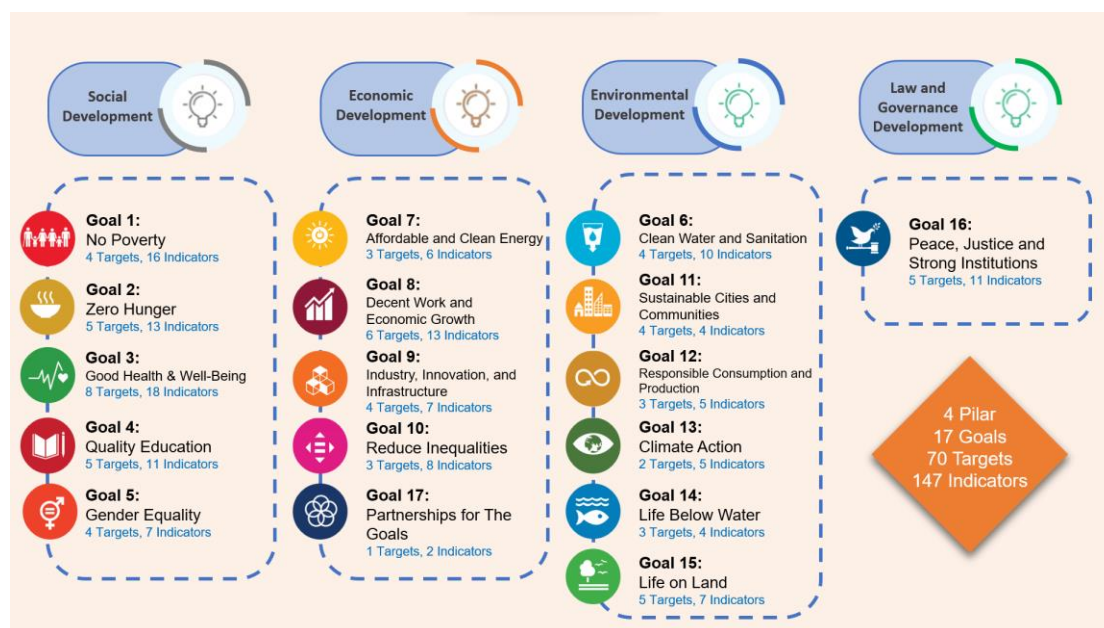 Social
Development
Goal 1:
No Poverty
4 Targets, 16 Indicators
Goal 2:
Zero Hunger
5 Targets, 13 Indicators
Goal 3:
Good Health & Well-Being
8 Targets, 18 Indicators
Goal 4:
Quality Education
5 Targets, 11 Indicators
Goal 5:
Gender Equality
4 Targets, 7 Indicators
Economic
Development
Goal 7:
Affordable and Clean Energy
3 Targets, 6 Indicators
Goal 8:
Decent Work and
Economic Growth
6 Targets, 13 Indicators
Goal 9:
Industry, Innovation, and
Infrastructure
4 Targets, 7 Indicators
Goal 10:
Reduce Inequalities
3 Targets, 8 Indicators
Goal 17:
Partnerships for The
Goals
1 Targets, 2 Indicators
Environmental
Development
Goal 6:
Clean Water and Sanitation
4 Targets, 10 Indicators
Goal 11:
Sustainable Cities and
Communities
4 Targets, 4 Indicators
Goal 12:
Responsible Consumption and
Production
3 Targets, 5 Indicators
Goal 13:
Climate Action
2 Targets, 5 Indicators
Goal 14:
Life Below Water
3 Targets, 4 Indicators
Goal 15:
Life on Land
5 Targets, 7 Indicators
Law and
Governance
Development
Goal 16:
Peace, Justice and
Strong Institutions
5 Targets, 11 Indicators
4 Pilar
17 Goals
70 Targets
147 Indicators